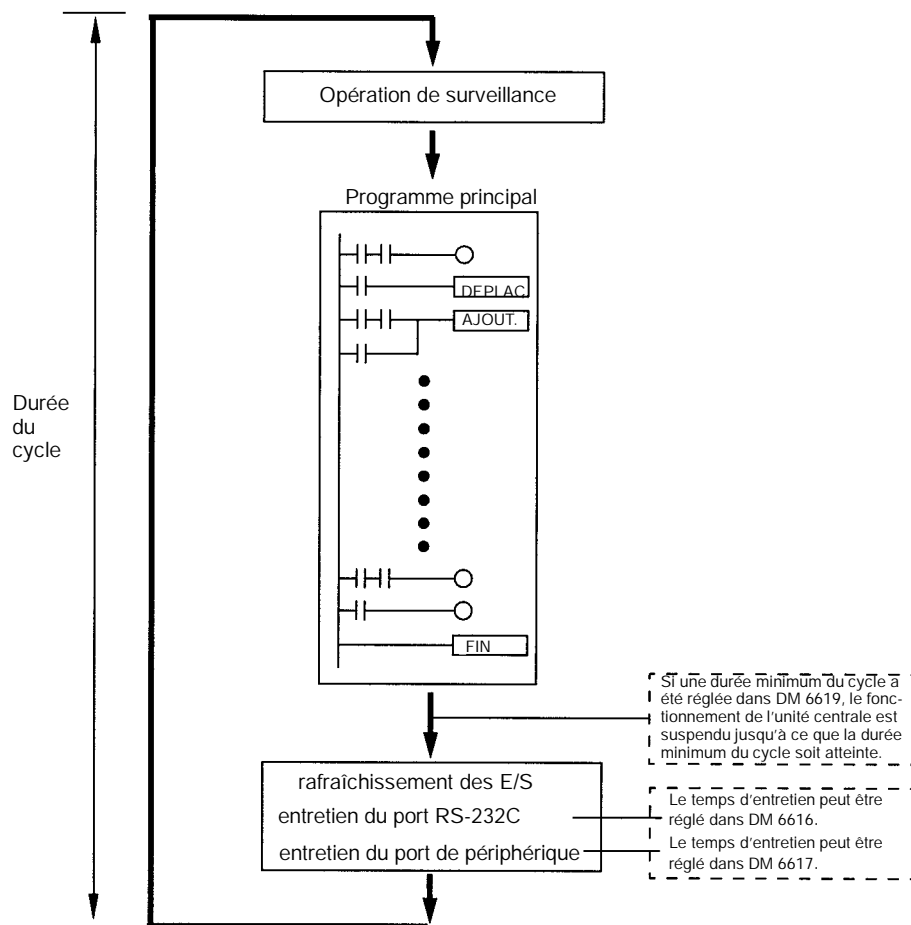 Opération de surveillance
Programme principal
DEPLAC
AJOUT.
Durée
du
cycle
FIN
Si une durée minimum du cycle a
été réglée dans DM 6619, le fonc-
tionnement de l'unité centrale est
suspendu jusqu'à ce que la durée
minimum du cycle soit atteinte.
rafraîchissement des E/S
entretien du port RS-232C
entretien du port de périphérique
Le temps d'entretien peut être
réglé dans DM 6616.
Le temps d'entretien peut être
réglé dans DM 6617.